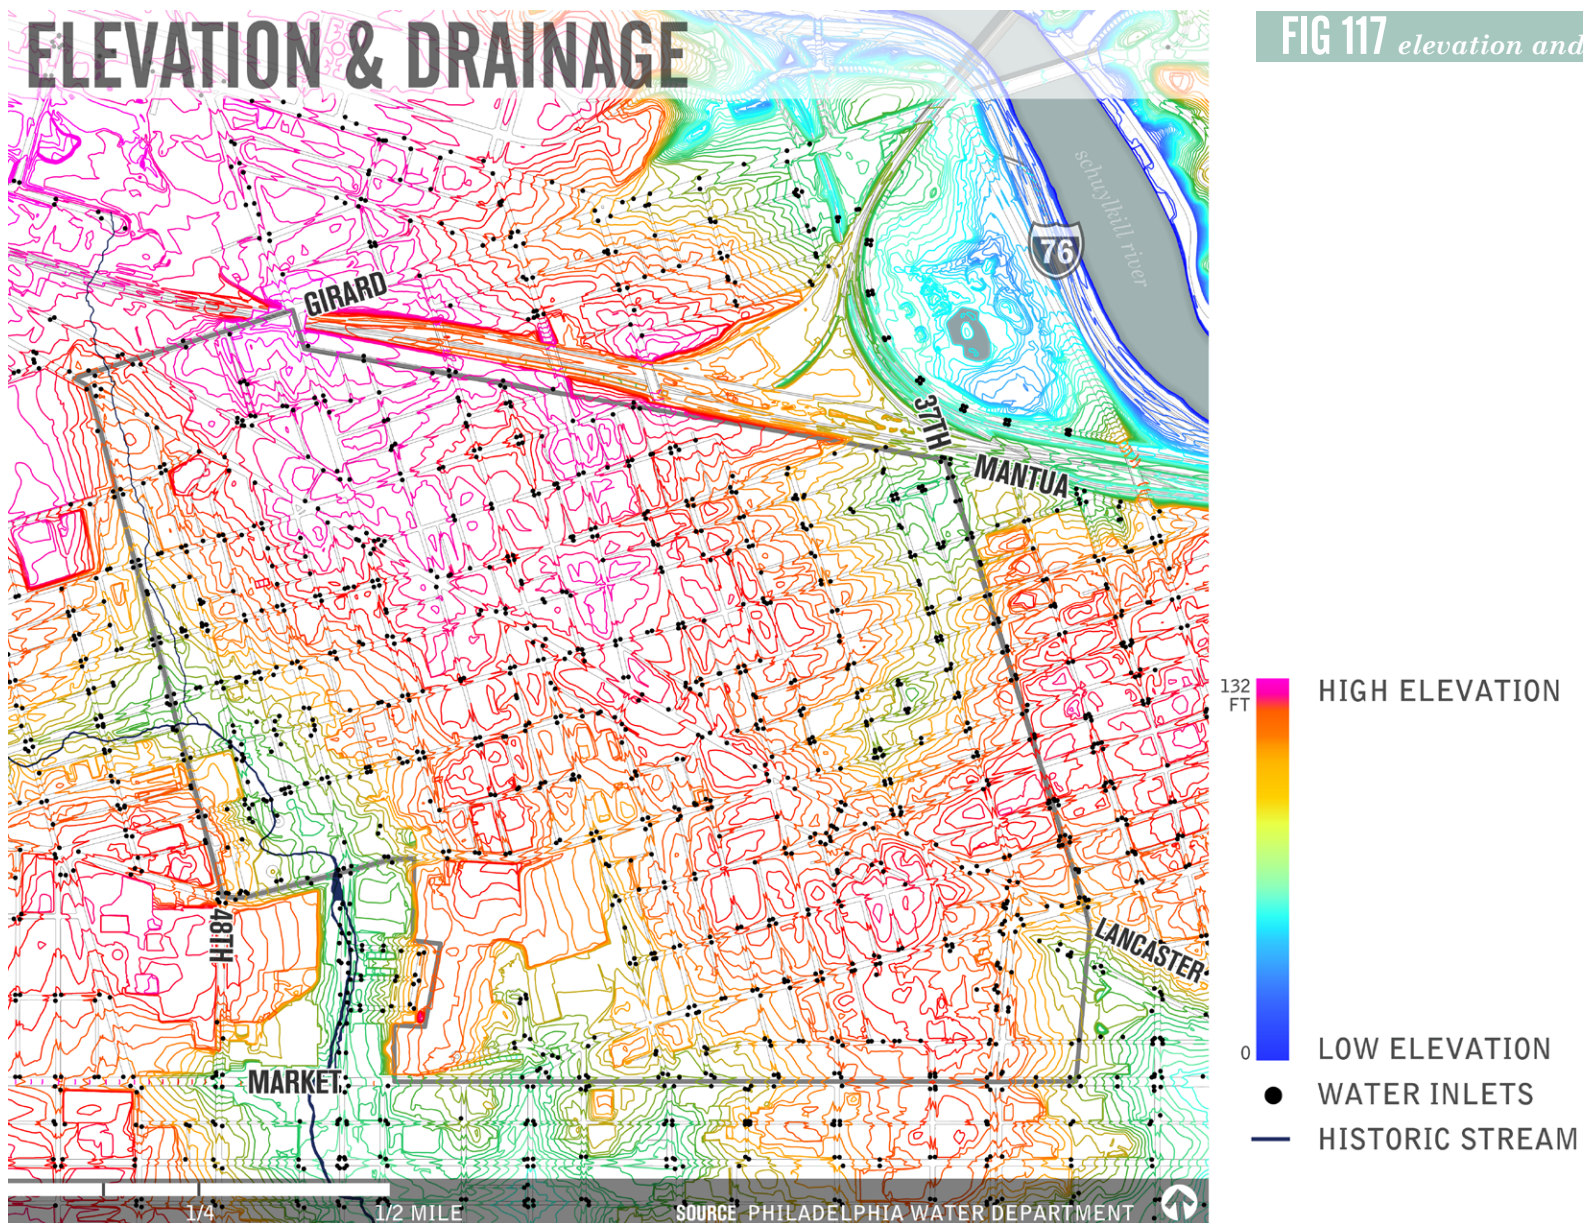 ELEVATION & DRAINAGE
FIG 117 elevation and
schuylkill river
76
GIRARD
37TH
MANTUA
132
FT
HIGH ELEVATION
48TH
LANCASTER
0
LOW ELEVATION
MARKET
WATER INLETS
HISTORIC STREAM
1/4
1/2 MILE
SOURCE PHILADELPHIA WATER DEPARTMENT